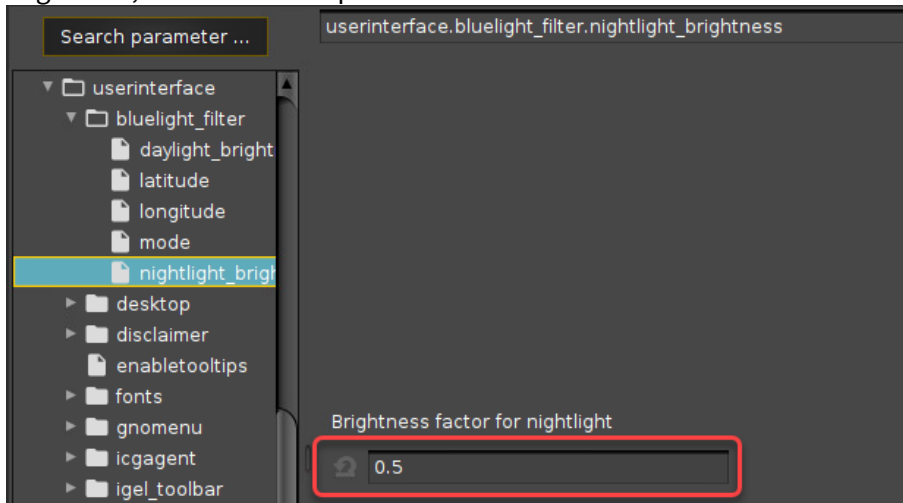 Search parameter ...
userinterface.bluelight_filter.nightlight_brightness
userinterface
bluelight_filter
daylight_bright
latitude
longitude
mode
nightlight_brigh
desktop
disclaimer
enabletooltips
fonts
gnomenu
icgagent
igel_toolbar
Brightness factor for nightlight
0.5